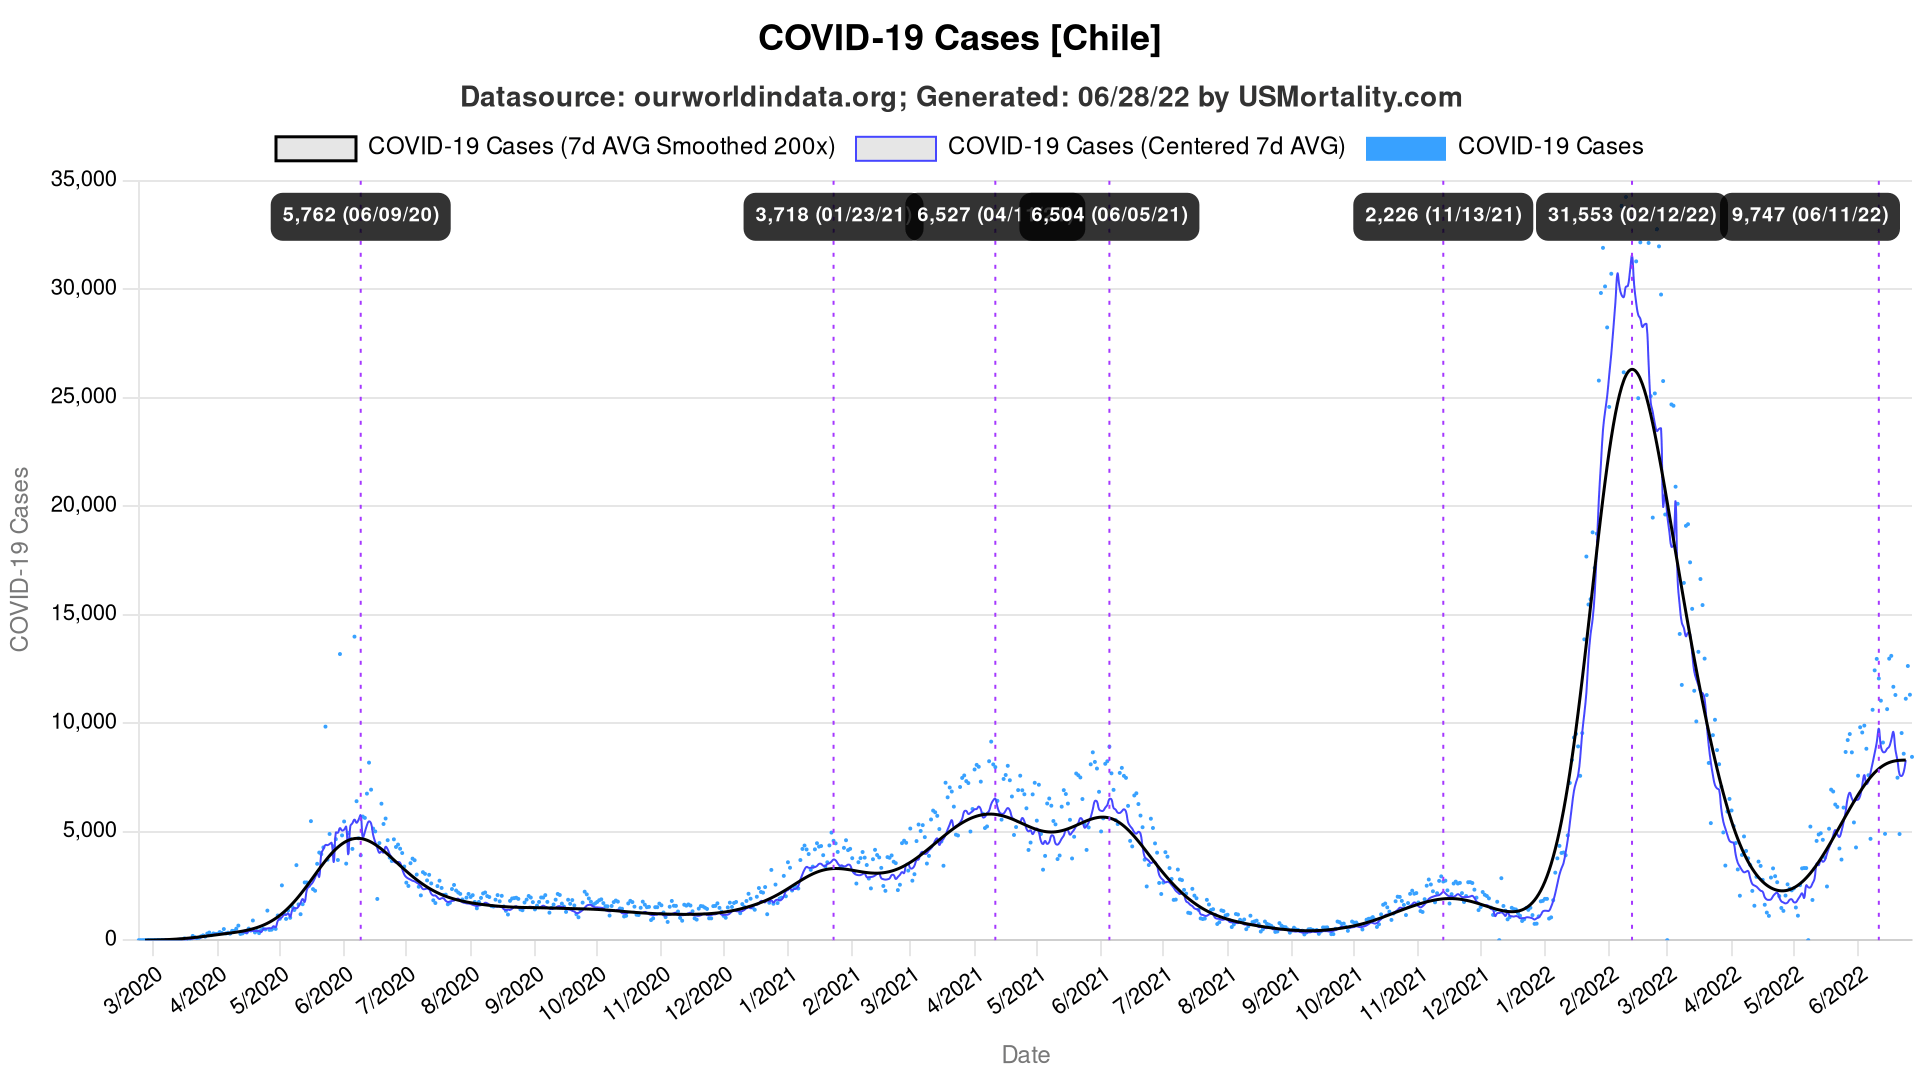 COVID-19 Cases [Chile]
Datasource: ourworldindata.org; Generated: 06/28/22 by USMortality.com
COVID-19 Cases (7d AVG Smoothed 200x) COVID-19 Cases (Centered 7d AVG) COVID-19 Cases
35,000
5,762 (06/09/20) 3,718 (01/23/21) 6,527 (04/1 6,504 (06/05/21) 2,226 (11/13/21) 31,553 (02/12/22) 9,747 (06/11/22)
30,000
25,000
20,000
15,000
10,000
5,000
0
COVID-19 Cases
3/2020 4/2020 5/2020 6/2020 7/2020 8/2020 9/2020 10/2020 11/2020 12/2020 1/2021 2/2021 3/2021 4/2021 5/2021 6/2021 7/2021 8/2021 9/2021 10/2021 11/2021 12/2021 1/2022 2/2022 3/2022 4/2022 5/2022 6/2022
Date